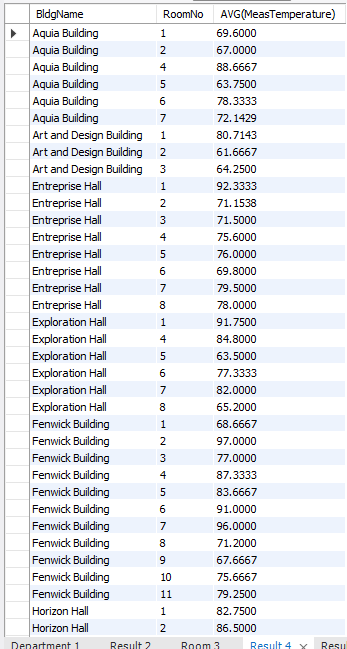 BldgName RoomNo AVG(MeasTemperature)
Aquia Building 1 69.6000
Aquia Building 2 67.0000
Aquia Building 4 88.6667
Aquia Building 5 63.7500
Aquia Building 6 78.3333
Aquia Building 7 72.1429
Art and Design Building 1 80.7143
Art and Design Building 2 61.6667
Art and Design Building 3 64.2500
Entreprise Hall 1 92.3333
Entreprise Hall 2 71.1538
Entreprise Hall 3 71.5000
Entreprise Hall 4 75.6000
Entreprise Hall 5 76.0000
Entreprise Hall 6 69.8000
Entreprise Hall 7 79.5000
Entreprise Hall 8 78.0000
Exploration Hall 1 91.7500
Exploration Hall 4 84.8000
Exploration Hall 5 63.5000
Exploration Hall 6 77.3333
Exploration Hall 7 82.0000
Exploration Hall 8 65.2000
Fenwick Building 1 68.6667
Fenwick Building 2 97.0000
Fenwick Building 3 77.0000
Fenwick Building 4 87.3333
Fenwick Building 5 83.6667
Fenwick Building 6 91.0000
Fenwick Building 7 96.0000
Fenwick Building 8 71.2000
Fenwick Building 9 67.6667
Fenwick Building 10 75.6667
Fenwick Building 11 79.2500
Horizon Hall 1 82.7500
Horizon Hall 2 86.5000
Department 1 Result 2 Room 3 Result 4 × Resu